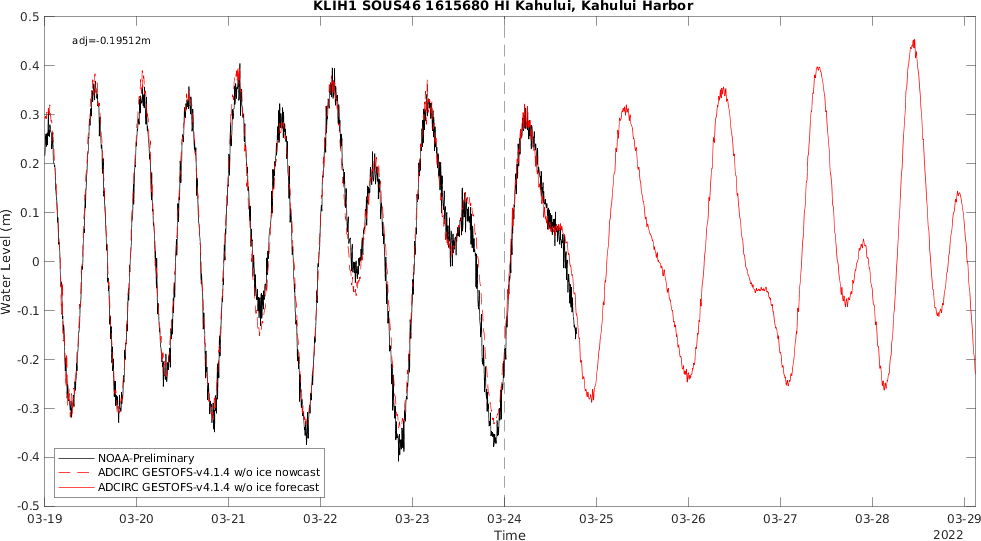 KLIH1 SOUS46 1615680 HI Kahului, Kahului Harbor
0.5
adj=-0.19512m
0.4
0.3
0.2
0.1
0
-0.1
-0.2
-0.3
-0.4
-0.5
Water Level (m)
NOAA-Preliminary
ADCIRC GESTOFS-v4.1.4 w/o ice nowcast
ADCIRC GESTOFS-v4.1.4 w/o ice forecast
03-19 03-20 03-21 03-22 03-23 03-24 03-25 03-26 03-27 03-28 03-29
Time
2022